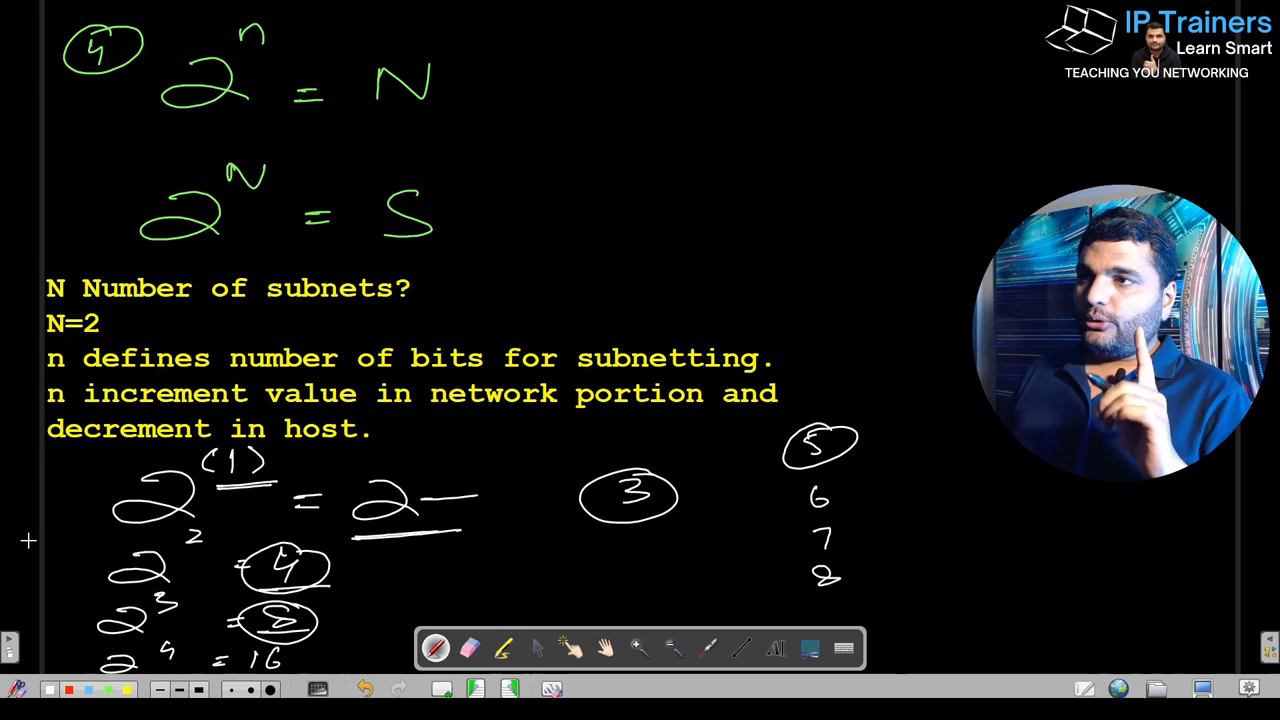 IP Trainers
Learn Smart
TEACHING YOU NETWORKING
4
2^n = N
2^N = S
N Number of subnets?
N=2
n defines number of bits for subnetting.
n increment value in network portion and
decrement in host.
2^(1) = 2
3
5
6
7
8
2^2 = 4
2^3 = 8
2^4 = 16
AI